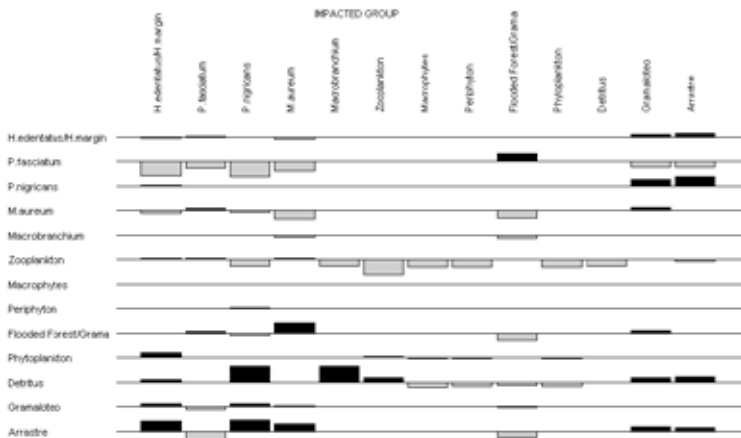 IMPACTED GROUP
H.edentatus/H.margin
P.fasciatum
P.nigricans
M.aureum
Macrobranchium
Zooplankton
Macrophytes
Periphyton
Flooded Forest/Grama
Phytoplankton
Detritus
Gramaloteo
Arrastre
H.edentatus/H.margin
P.fasciatum
P.nigricans
M.aureum
Macrobranchium
Zooplankton
Macrophytes
Periphyton
Flooded Forest/Grama
Phytoplankton
Detritus
Gramaloteo
Arrastre